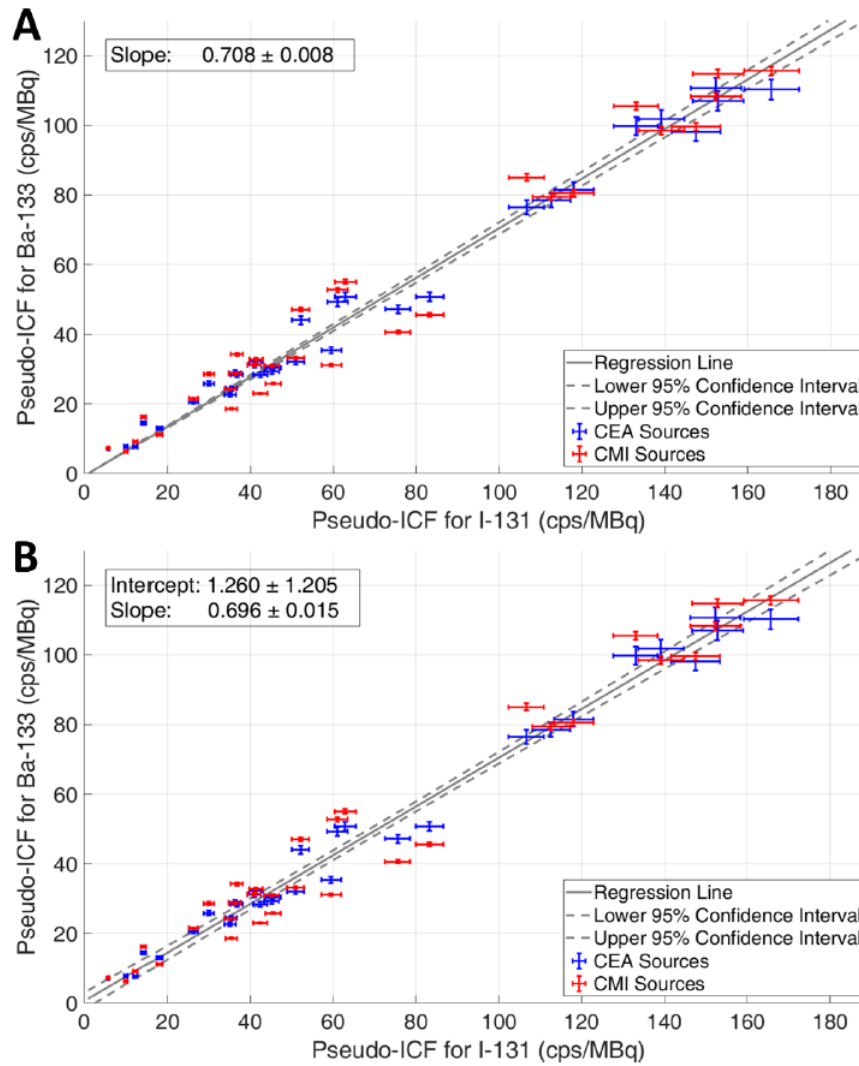 A
Slope: 0.708 ± 0.008
Pseudo-ICF for Ba-133 (cps/MBq)
120
100
80
60
40
20
0
Regression Line
Lower 95% Confidence Interval
Upper 95% Confidence Interval
CEA Sources
CMI Sources
0 20 40 60 80 100 120 140 160 180
Pseudo-ICF for I-131 (cps/MBq)
B
Intercept: 1.260 ± 1.205
Slope: 0.696 ± 0.015
Pseudo-ICF for Ba-133 (cps/MBq)
120
100
80
60
40
20
0
Regression Line
Lower 95% Confidence Interval
Upper 95% Confidence Interval
CEA Sources
CMI Sources
0 20 40 60 80 100 120 140 160 180
Pseudo-ICF for I-131 (cps/MBq)